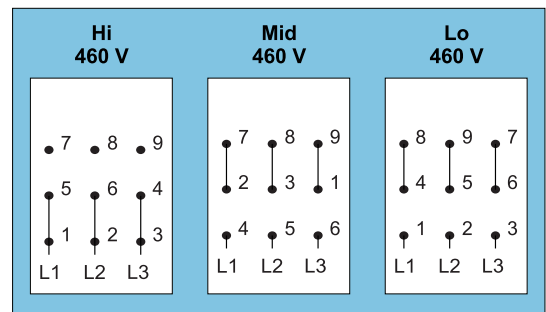 Hi
460 V
Mid
460 V
Lo
460 V
7 8 9
5 6 4
1 2 3
L1 L2 L3
7 8 9
2 3 1
4 5 6
L1 L2 L3
8 9 7
4 5 6
1 2 3
L1 L2 L3